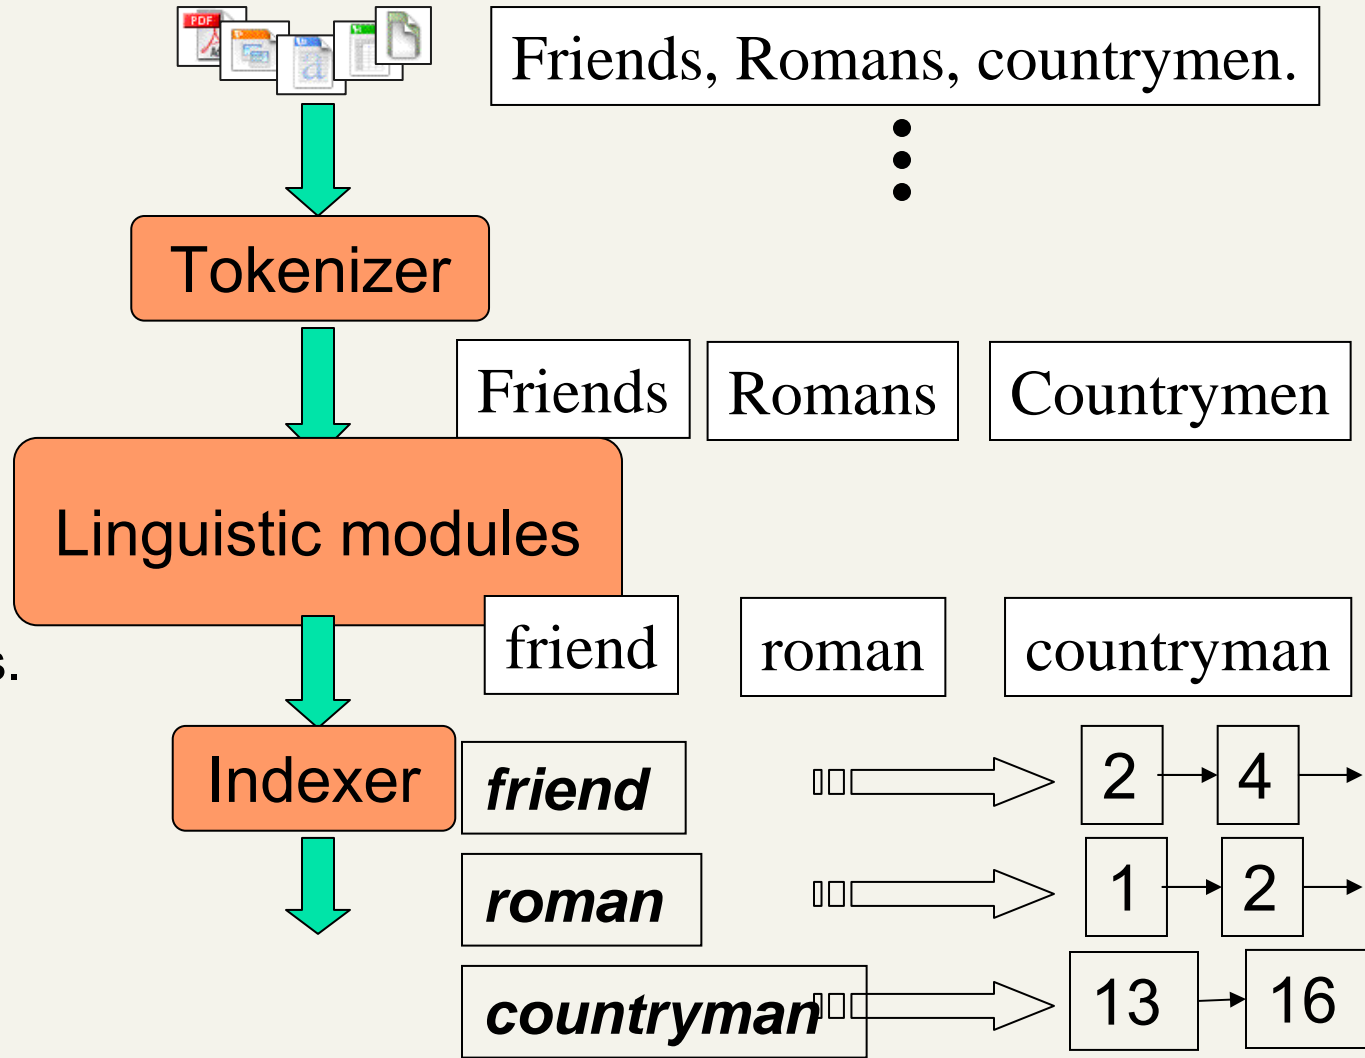 PDF
Friends, Romans, countrymen.
Tokenizer
Friends Romans Countrymen
Linguistic modules
friend roman countryman
s.
Indexer
friend 2 4
roman 1 2
countryman 13 16